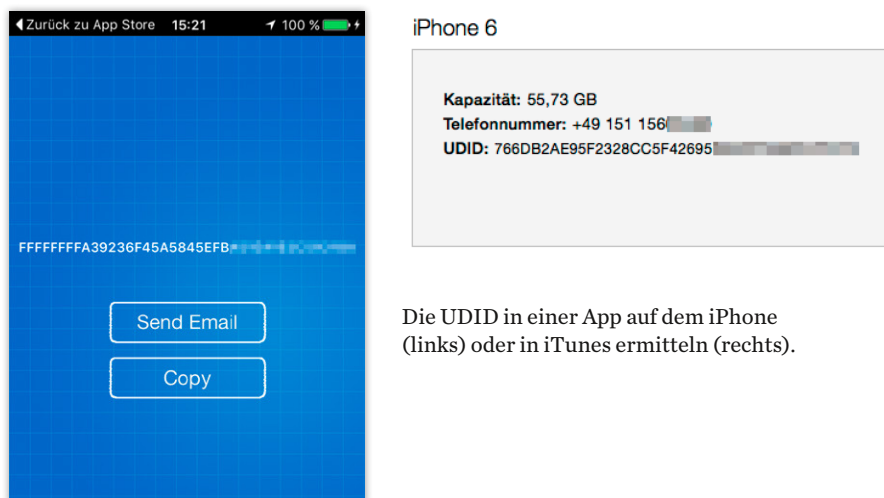 Zurück zu App Store 15:21 100 %
FFFFFFFFA39236F45A5845EFB
Send Email
Copy
iPhone 6
Kapazität: 55,73 GB
Telefonnummer: +49 151 156
UDID: 766DB2AE95F2328CC5F42695
Die UDID in einer App auf dem iPhone
(links) oder in iTunes ermitteln (rechts).